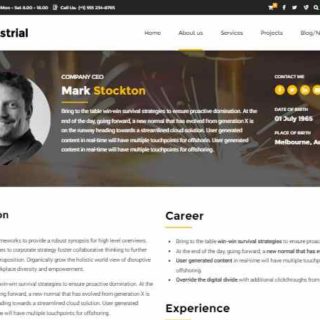 Mon - Sat 8.00 - 18.00 Call Us: (+1) 951 234-8765
strial
Home About us Services Projects Blog/N
COMPANY CEO
Mark Stockton
Bring to the table win-win survival strategies to ensure proactive domination. At the
end of the day, going forward, a new normal that has evolved from generation X is
on the runway heading towards a streamlined cloud solution. User generated
content in real-time will have multiple touchpoints for offshoring. User generated
content in real-time will have multiple touchpoints for offshoring.
CONTACT ME
DATE OF BIRTH
01 July 1965
PLACE OF BIRTH
Melbourne, Au
on
meworks to provide a robust synopsis for high level overviews.
es to corporate strategy foster collaborative thinking to further
proposition. Organically grow the holistic world view of disruptive
kplace diversity and empowerment.
win-win survival strategies to ensure proactive domination. At the
ing forward, a new normal that has evolved from generation X is
ing towards a streamlined cloud solution. User generated
me will have multiple touchpoints for offshoring.
Career
Bring to the table win-win survival strategies to ensure proactiv
At the end of the day, going forward, a new normal that has evo
User generated content in real-time will have multiple touchpoi
offshoring.
Override the digital divide with additional clickthroughs from
Experience